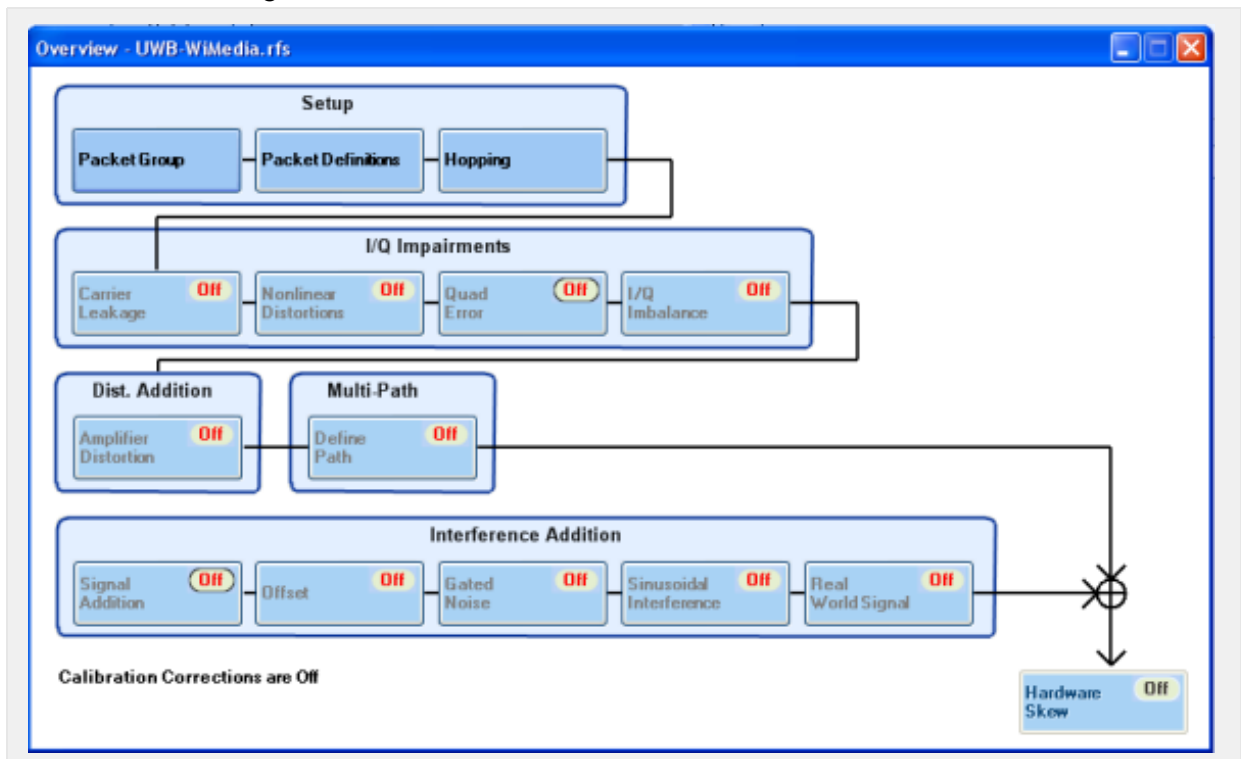 Overview - UWB-WiMedia.rfs
Setup
Packet Group
Packet Definitions
Hopping
I/Q Impairments
Carrier
Leakage
Off
Nonlinear
Distortions
Off
Quad
Error
Off
I/Q
Imbalance
Off
Dist. Addition
Multi-Path
Amplifier
Distortion
Off
Define
Path
Off
Interference Addition
Signal
Addition
Off
Offset
Off
Gated
Noise
Off
Sinusoidal
Interference
Off
Real
World Signal
Off
Calibration Corrections are Off
Hardware
Skew
Off